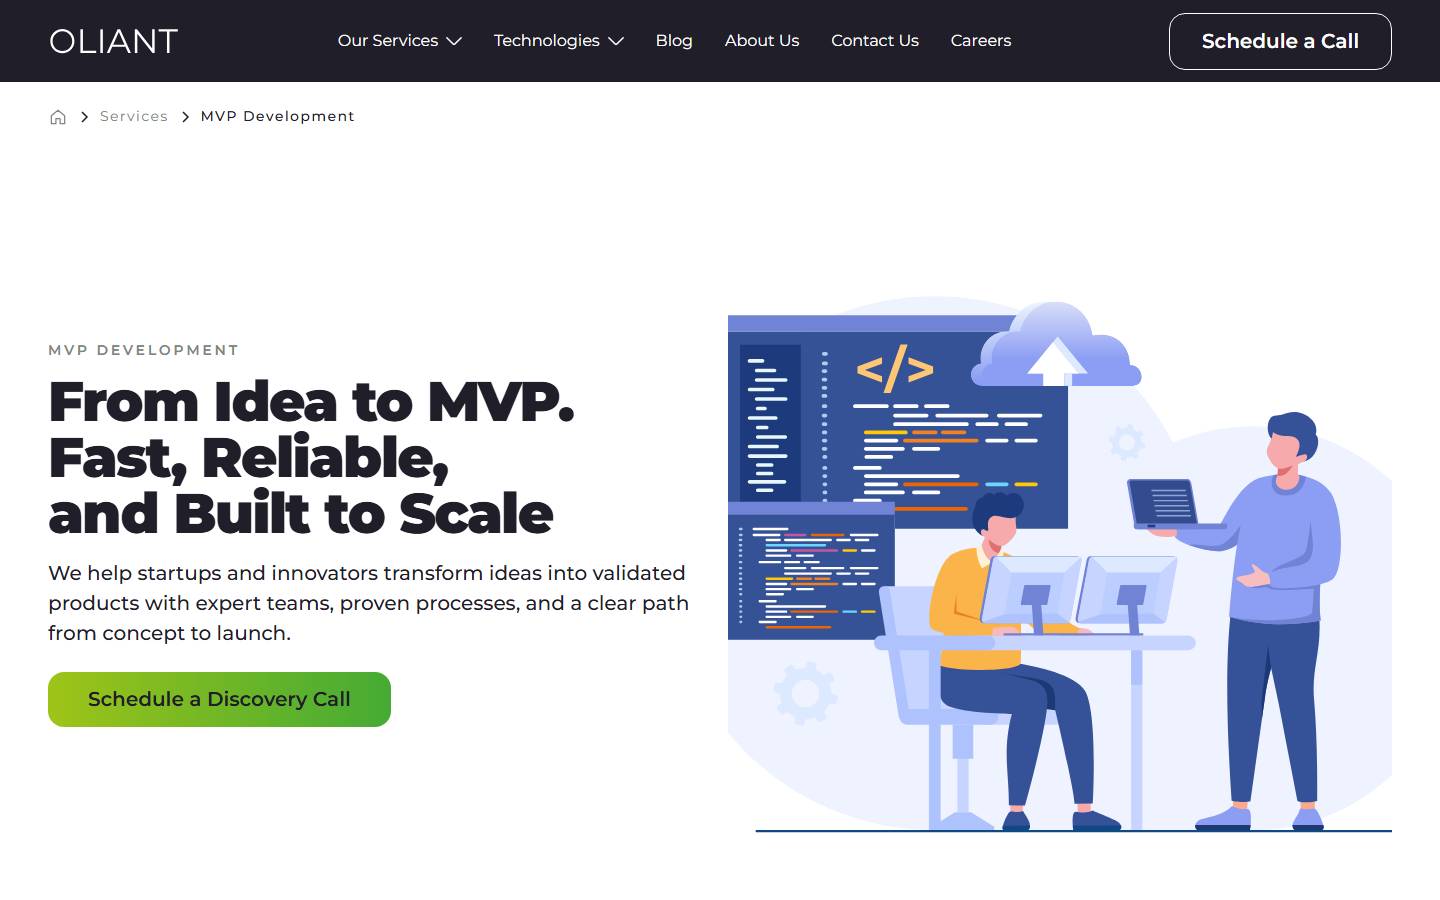 OLIANT
Our Services
Technologies
Blog
About Us
Contact Us
Careers
Schedule a Call
Services
MVP Development
MVP DEVELOPMENT
From Idea to MVP.
Fast, Reliable,
and Built to Scale
We help startups and innovators transform ideas into validated
products with expert teams, proven processes, and a clear path
from concept to launch.
Schedule a Discovery Call
</>